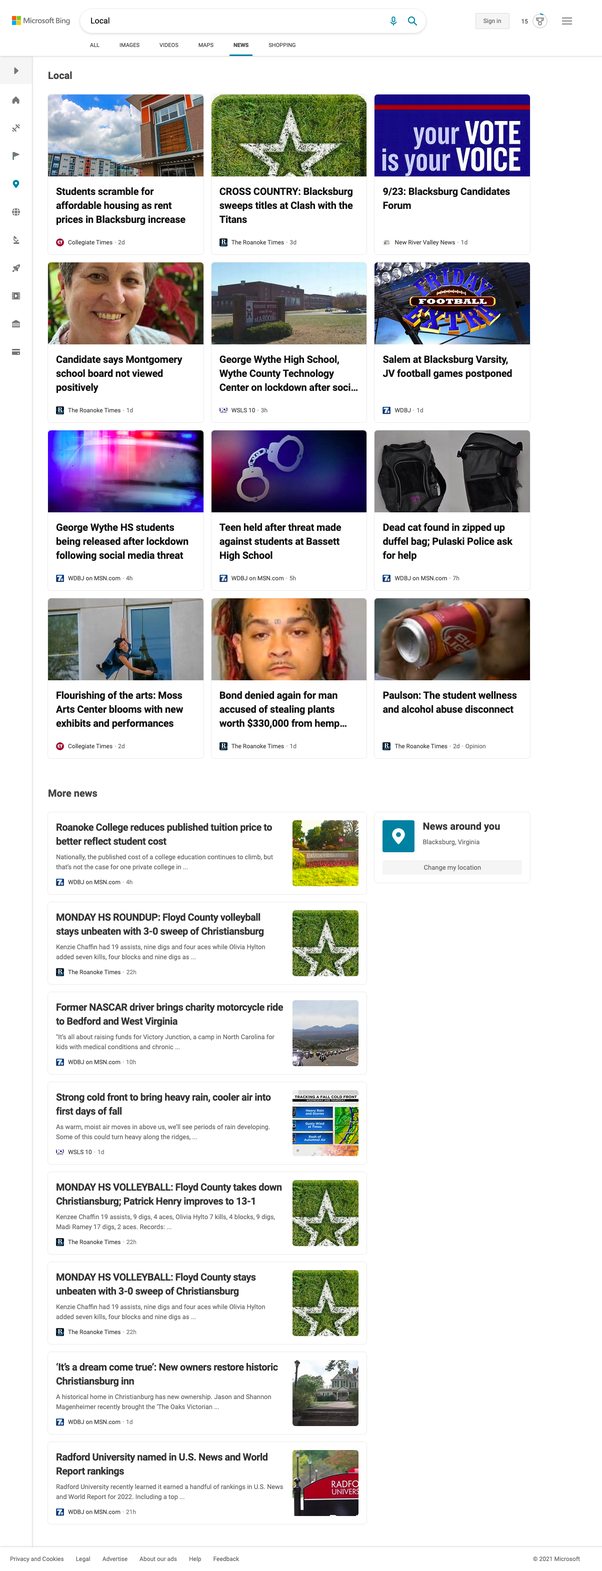 Microsoft Bing
Local
Sign in
15
ALL
IMAGES
VIDEOS
MAPS
NEWS
SHOPPING
Local
Students scramble for
affordable housing as rent
prices in Blacksburg increase
Collegiate Times · 2d
CROSS COUNTRY: Blacksburg
sweeps titles at Clash with the
Titans
The Roanoke Times · 3d
your VOTE
is your VOICE
9/23: Blacksburg Candidates
Forum
New River Valley News · 1d
Candidate says Montgomery
school board not viewed
positively
The Roanoke Times · 1d
George Wythe High School,
Wythe County Technology
Center on lockdown after soci...
WSLS 10 · 3h
FRIDAY
FOOTBALL
EXTRA
Salem at Blacksburg Varsity,
JV football games postponed
WDBJ · 1d
George Wythe HS students
being released after lockdown
following social media threat
WDBJ on MSN.com · 4h
Teen held after threat made
against students at Bassett
High School
WDBJ on MSN.com · 5h
Dead cat found in zipped up
duffel bag; Pulaski Police ask
for help
WDBJ on MSN.com · 7h
Flourishing of the arts: Moss
Arts Center blooms with new
exhibits and performances
Collegiate Times · 2d
Bond denied again for man
accused of stealing plants
worth $330,000 from hemp...
The Roanoke Times · 1d
Paulson: The student wellness
and alcohol abuse disconnect
The Roanoke Times · 2d · Opinion
More news
Roanoke College reduces published tuition price to
better reflect student cost
Nationally, the published cost of a college education continues to climb, but
that's not the case for one private college in ...
WDBJ on MSN.com · 4h
News around you
Blacksburg, Virginia
Change my location
MONDAY HS ROUNDUP: Floyd County volleyball
stays unbeaten with 3-0 sweep of Christiansburg
Kenzie Chaffin had 19 assists, nine digs and four aces while Olivia Hylton
added seven kills, four blocks and nine digs as ...
The Roanoke Times · 22h
Former NASCAR driver brings charity motorcycle ride
to Bedford and West Virginia
"It's all about raising funds for Victory Junction, a camp in North Carolina for
kids with medical conditions and chronic ...
WDBJ on MSN.com · 10h
Strong cold front to bring heavy rain, cooler air into
first days of fall
As warm, moist air moves in above us, we'll see periods of rain developing.
Some of this could turn heavy along the ridges, ...
WSLS 10 · 1d
TRACKING A FALL COLD FRONT
MONDAY HS VOLLEYBALL: Floyd County takes down
Christiansburg; Patrick Henry improves to 13-1
Kenzee Chaffin 19 assists, 9 digs, 4 aces, Olivia Hylto 7 kills, 4 blocks, 9 digs,
Madi Ramey 17 digs, 2 aces. Records: ...
The Roanoke Times · 22h
MONDAY HS VOLLEYBALL: Floyd County stays
unbeaten with 3-0 sweep of Christiansburg
Kenzie Chaffin had 19 assists, nine digs and four aces while Olivia Hylton
added seven kills, four blocks and nine digs as ...
The Roanoke Times · 22h
'It's a dream come true': New owners restore historic
Christiansburg inn
A historical home in Christianburg has new ownership. Jason and Shannon
Magenheimer recently brought the 'The Oaks Victorian ...
WDBJ on MSN.com · 1d
Radford University named in U.S. News and World
Report rankings
Radford University recently learned it earned a handful of rankings in U.S. News
and World Report for 2022. Including a top ...
WDBJ on MSN.com · 21h
RADFO
UNIVERS
Privacy and Cookies
Legal
Advertise
About our ads
Help
Feedback
© 2021 Microsoft